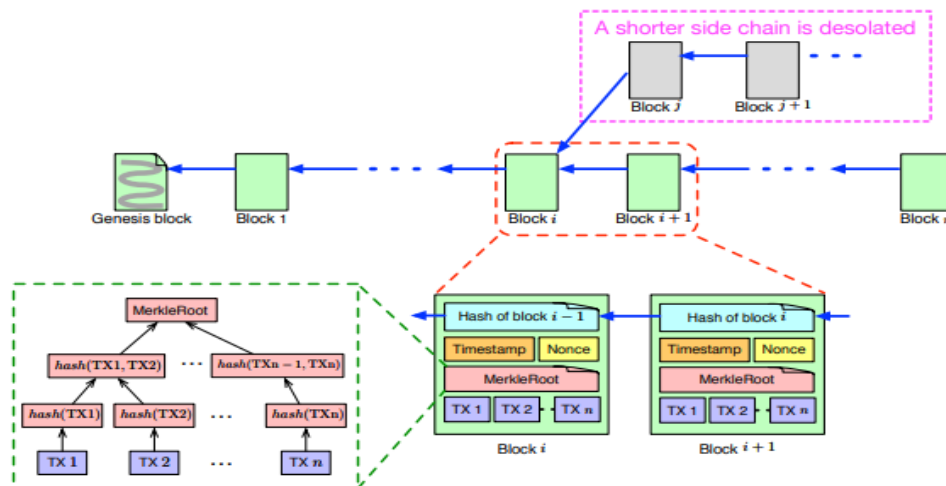 A shorter side chain is desolated
Block j Block j + 1
Genesis block Block 1 Block i Block i + 1 Block
MerkleRoot
hash(TX1, TX2) ... hash(TXn − 1, TXn)
hash(TX1) hash(TX2) ... hash(TXn)
TX 1 TX 2 ... TX n
Hash of block i − 1
Timestamp Nonce
MerkleRoot
TX 1 TX 2 TX n
Block i
Hash of block i
Timestamp Nonce
MerkleRoot
TX 1 TX 2 TX n
Block i + 1